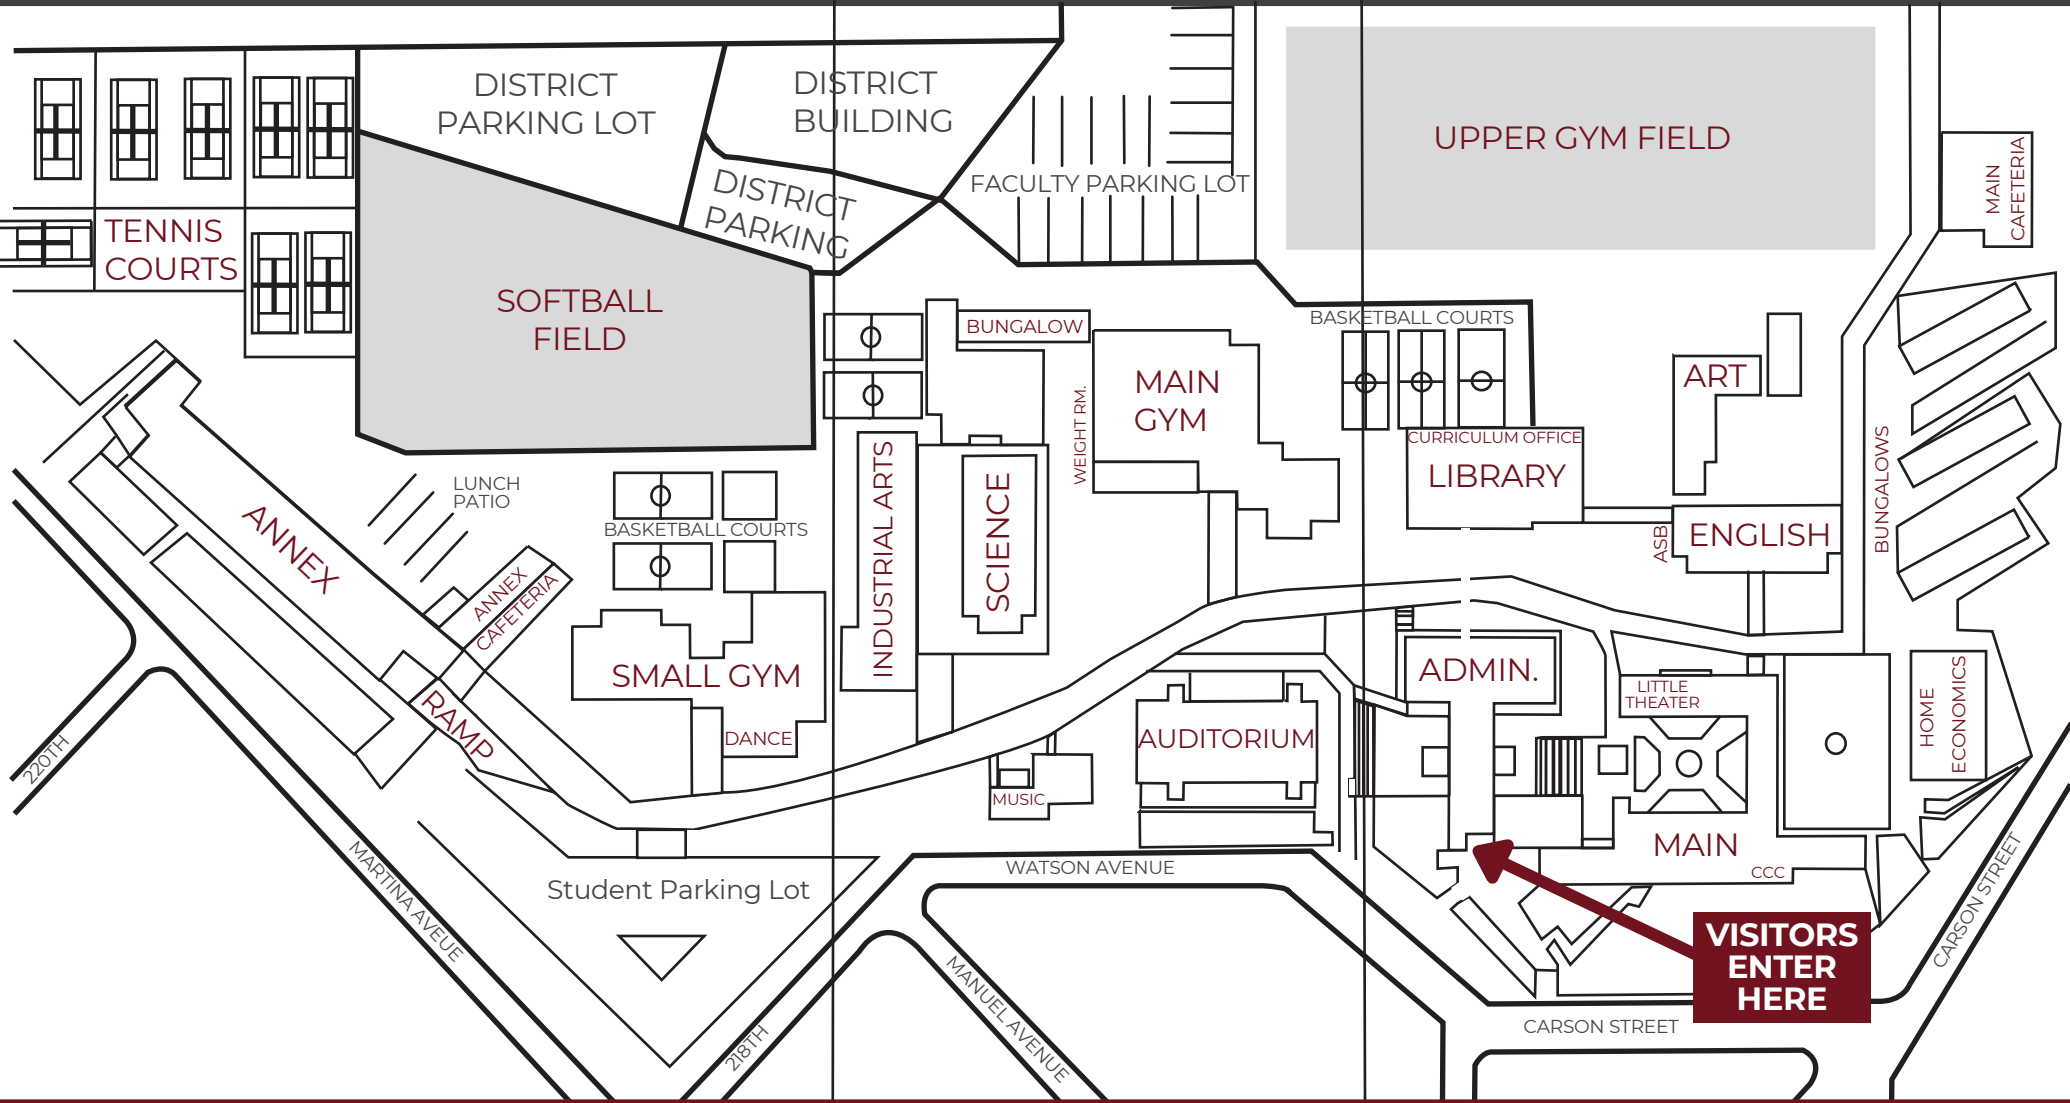 DISTRICT
PARKING LOT
DISTRICT
BUILDING
DISTRICT
PARKING
FACULTY PARKING LOT
UPPER GYM FIELD
MAIN
CAFETERIA
TENNIS
COURTS
SOFTBALL
FIELD
BUNGALOW
BASKETBALL COURTS
MAIN
GYM
WEIGHT RM.
ART
CURRICULUM OFFICE
LIBRARY
BUNGALOWS
LUNCH
PATIO
ANNEX
BASKETBALL COURTS
INDUSTRIAL ARTS
SCIENCE
ASB
ENGLISH
ANNEX
CAFETERIA
SMALL GYM
ADMIN.
LITTLE
THEATER
HOME
ECONOMICS
RAMP
DANCE
AUDITORIUM
220TH
MUSIC
MAIN
CCC
MARTINA AVEUE
WATSON AVENUE
Student Parking Lot
VISITORS
ENTER
HERE
CARSON STREET
MANUEL AVENUE
218TH
CARSON STREET